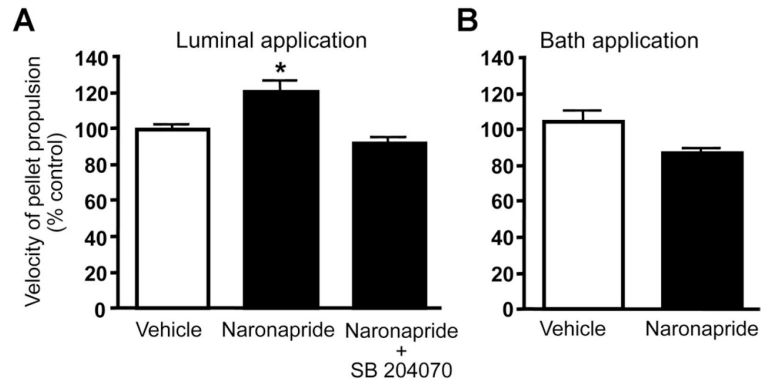 A
Luminal application
Velocity of pellet propulsion
(% control)
140
120
100
80
60
40
20
0
*
Vehicle
Naronapride
Naronapride
+
SB 204070
B
Bath application
140
120
100
80
60
40
20
0
Vehicle
Naronapride